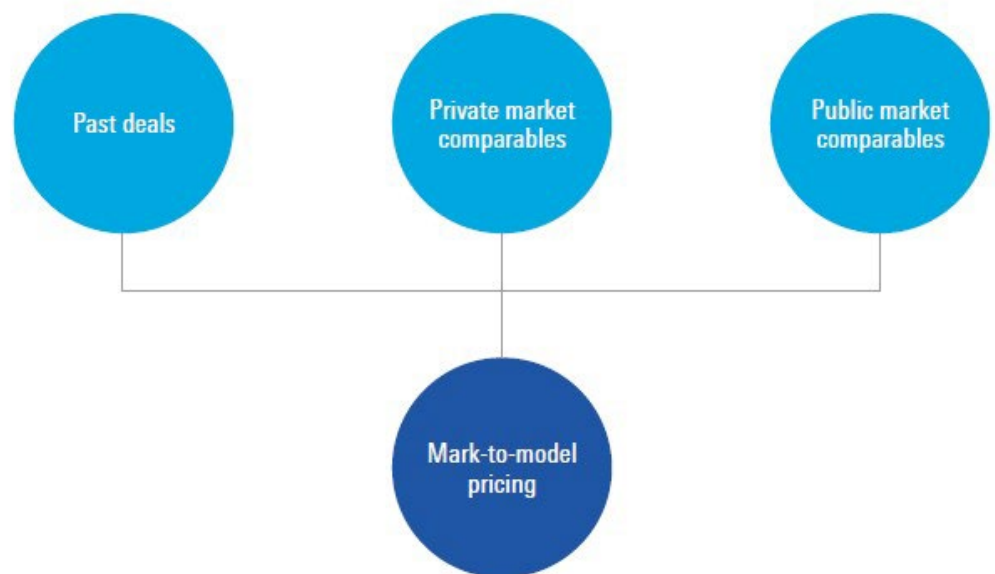 Past deals
Private market
comparables
Public market
comparables
Mark-to-model
pricing